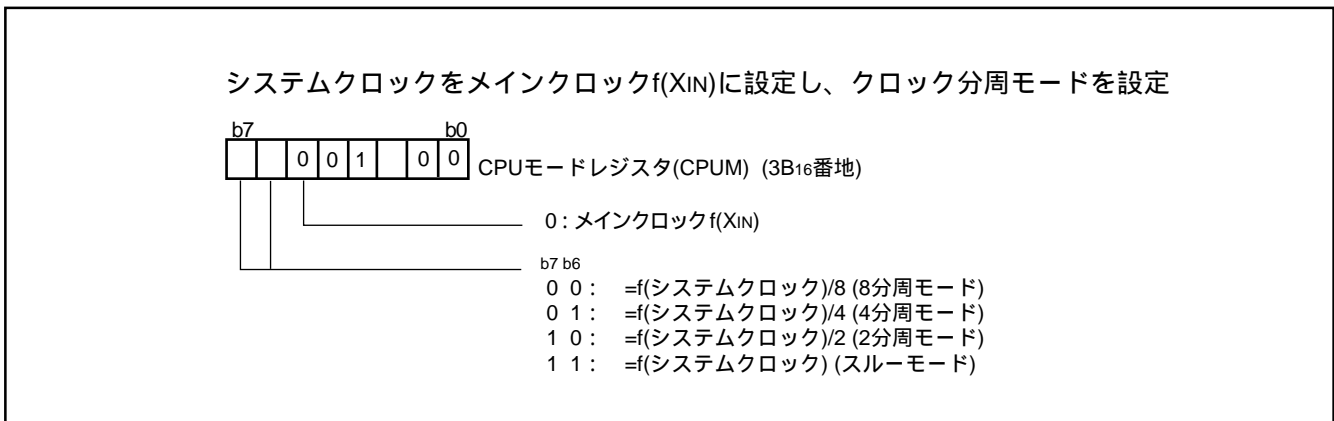 システムクロックをメインクロックf(XIN)に設定し、クロック分周モードを設定
b7 b0
0 0 1 0 0 CPUモードレジスタ(CPUM) (3B16番地)
0 : メインクロックf(XIN)
b7 b6
0 0 : =f(システムクロック)/8 (8分周モード)
0 1 : =f(システムクロック)/4 (4分周モード)
1 0 : =f(システムクロック)/2 (2分周モード)
1 1 : =f(システムクロック) (スルーモード)